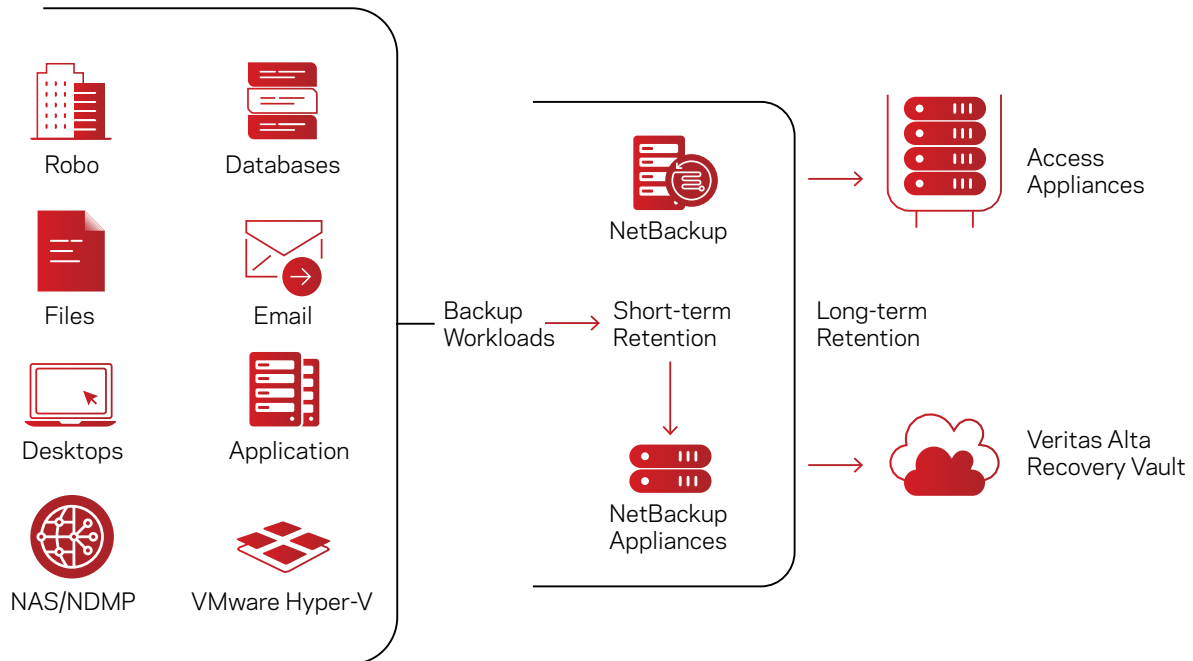 Robo
Databases
Files
Email
Desktops
Application
NAS/NDMP
VMware Hyper-V
Backup
Workloads
NetBackup
Short-term
Retention
NetBackup
Appliances
Long-term
Retention
Access
Appliances
Veritas Alta
Recovery Vault